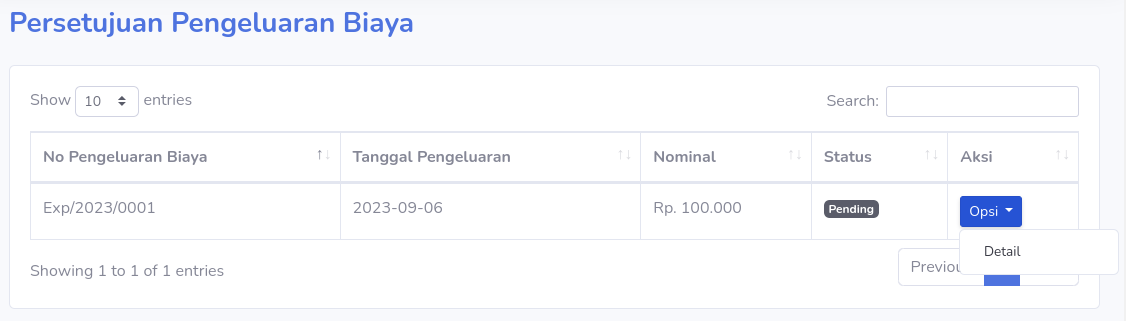 Persetujuan Pengeluaran Biaya
Show 10 entries
Search:
No Pengeluaran Biaya Tanggal Pengeluaran Nominal Status Aksi
Exp/2023/0001 2023-09-06 Rp. 100.000 Pending Opsi
Detail
Showing 1 to 1 of 1 entries